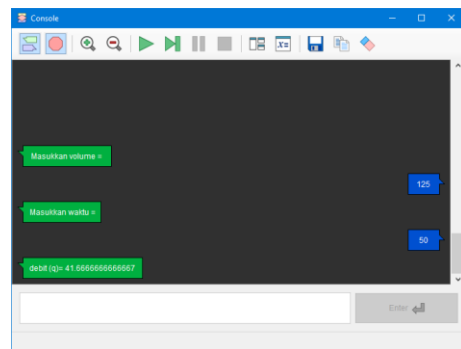 Console
Masukkan volume =
125
Masukkan waktu =
50
debit (q)= 41.6666666666667
Enter